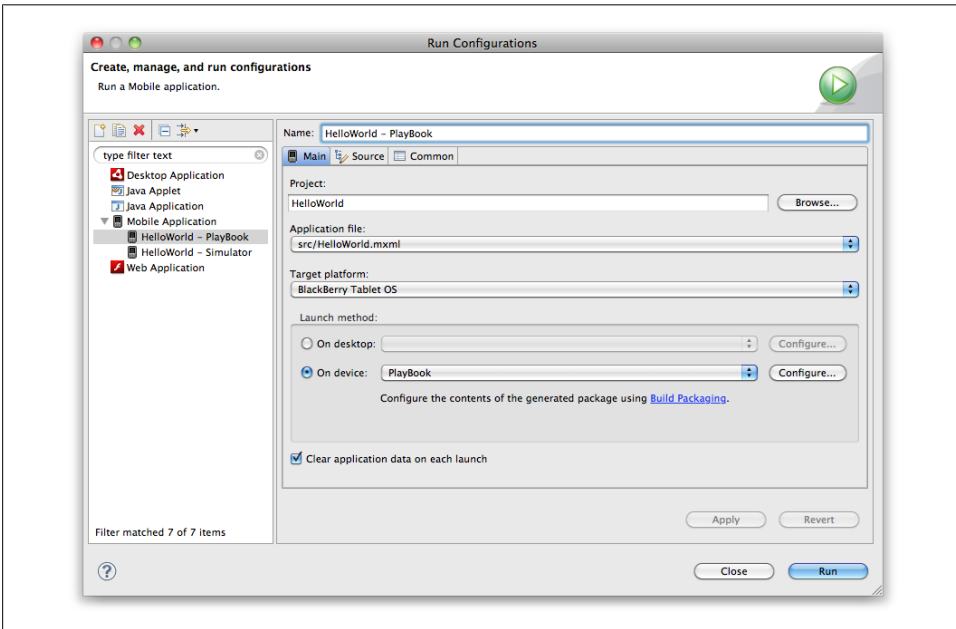 Run Configurations
Create, manage, and run configurations
Run a Mobile application.
type filter text
Desktop Application
Java Applet
Java Application
Mobile Application
HelloWorld – PlayBook
HelloWorld – Simulator
Web Application
Filter matched 7 of 7 items
Name: HelloWorld – PlayBook
Main Source Common
Project:
HelloWorld Browse...
Application file:
src/HelloWorld.mxml
Target platform:
BlackBerry Tablet OS
Launch method:
On desktop: Configure...
On device: PlayBook Configure...
Configure the contents of the generated package using Build Packaging.
Clear application data on each launch
Apply Revert
? Close Run